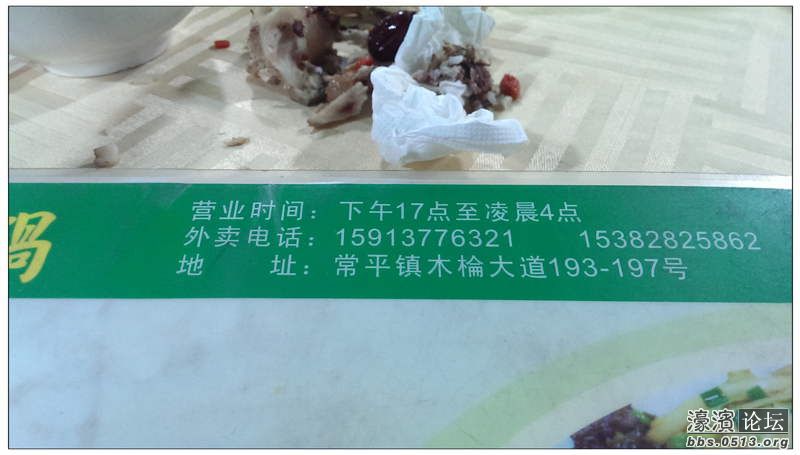 锅
营业时间：下午17点至凌晨4点
外卖电话：15913776321 15382825862
地 址：常平镇木棆大道193-197号
濠滨 论坛
bbs.0513.org